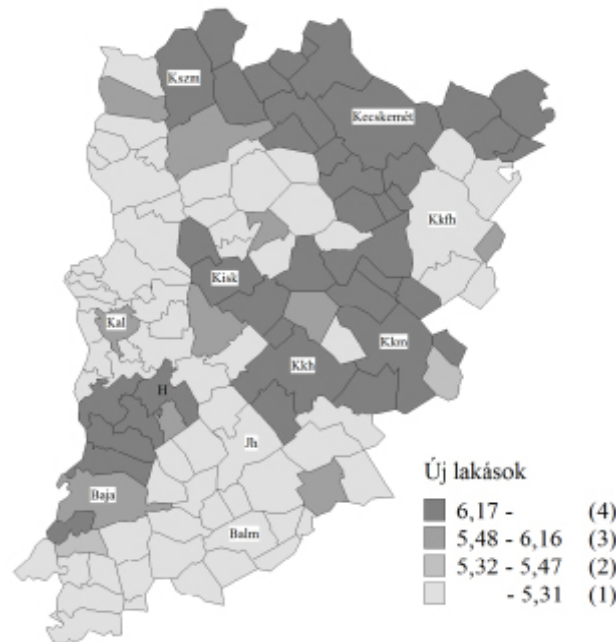 Kszm
Kecskemét
Kkfh
Kisk
Kal
Kkm
Kkh
H
Jh
Baja
Balm
Új lakások
6,17 - (4)
5,48 - 6,16 (3)
5,32 - 5,47 (2)
- 5,31 (1)